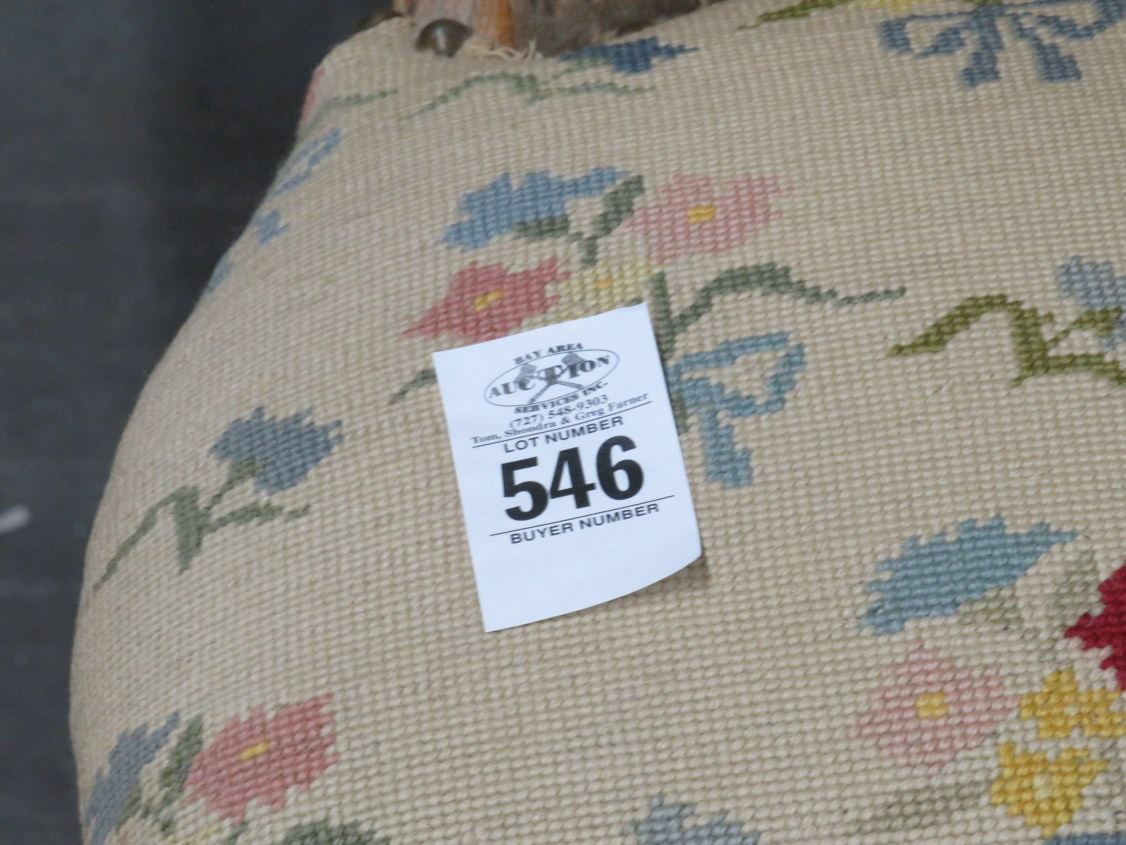 BAY AREA
AUCTION
SERVICES INC.
(727) 548-9303
Tom, Shondra & Greg Farner
LOT NUMBER
546
BUYER NUMBER